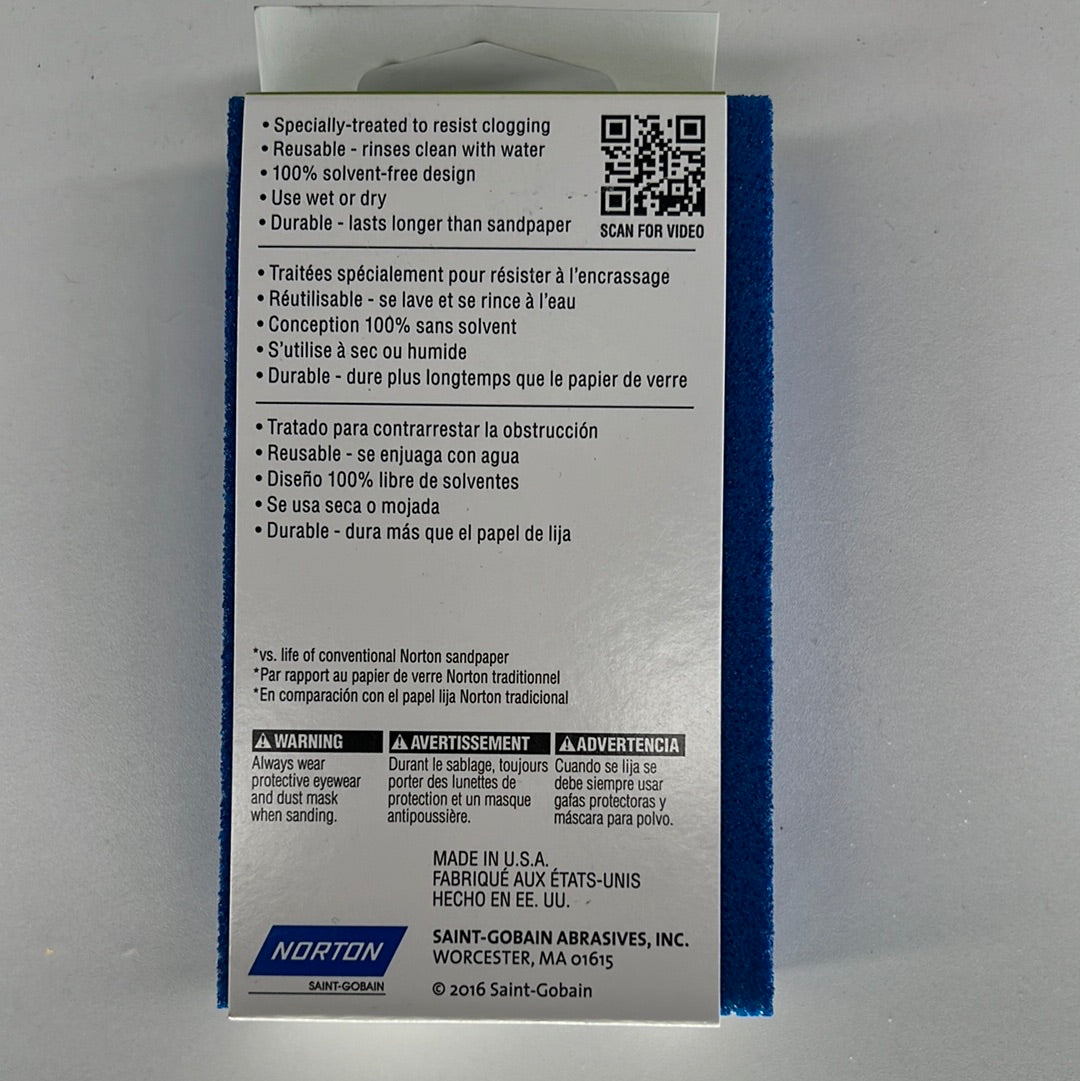 • Specially-treated to resist clogging
• Reusable - rinses clean with water
• 100% solvent-free design
• Use wet or dry
• Durable - lasts longer than sandpaper
SCAN FOR VIDEO
• Traitées spécialement pour résister à l'encrassage
• Réutilisable - se lave et se rince à l'eau
• Conception 100% sans solvent
• S'utilise à sec ou humide
• Durable - dure plus longtemps que le papier de verre
• Tratado para contrarrestar la obstrucción
• Reusable - se enjuaga con agua
• Diseño 100% libre de solventes
• Se usa seca o mojada
• Durable - dura más que el papel de lija
*vs. life of conventional Norton sandpaper
*Par rapport au papier de verre Norton traditionnel
*En comparación con el papel lija Norton tradicional
WARNING
Always wear
protective eyewear
and dust mask
when sanding.
AVERTISSEMENT
Durant le sablage, toujours
porter des lunettes de
protection et un masque
antipoussière.
ADVERTENCIA
Cuando se lija se
debe siempre usar
gafas protectoras y
máscara para polvo.
MADE IN U.S.A.
FABRIQUÉ AUX ÉTATS-UNIS
HECHO EN EE. UU.
NORTON
SAINT-GOBAIN
SAINT-GOBAIN ABRASIVES, INC.
WORCESTER, MA 01615
© 2016 Saint-Gobain